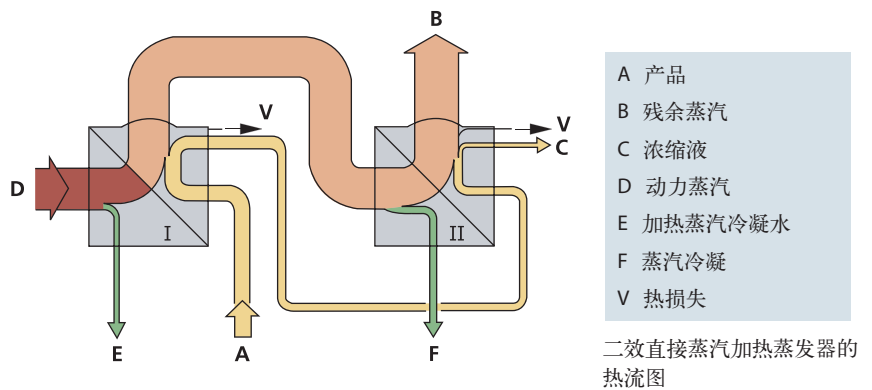 B
V
V
C
D
I
II
E
A
F
A 产品
B 残余蒸汽
C 浓缩液
D 动力蒸汽
E 加热蒸汽冷凝水
F 蒸汽冷凝
V 热损失
二效直接蒸汽加热蒸发器的
热流图